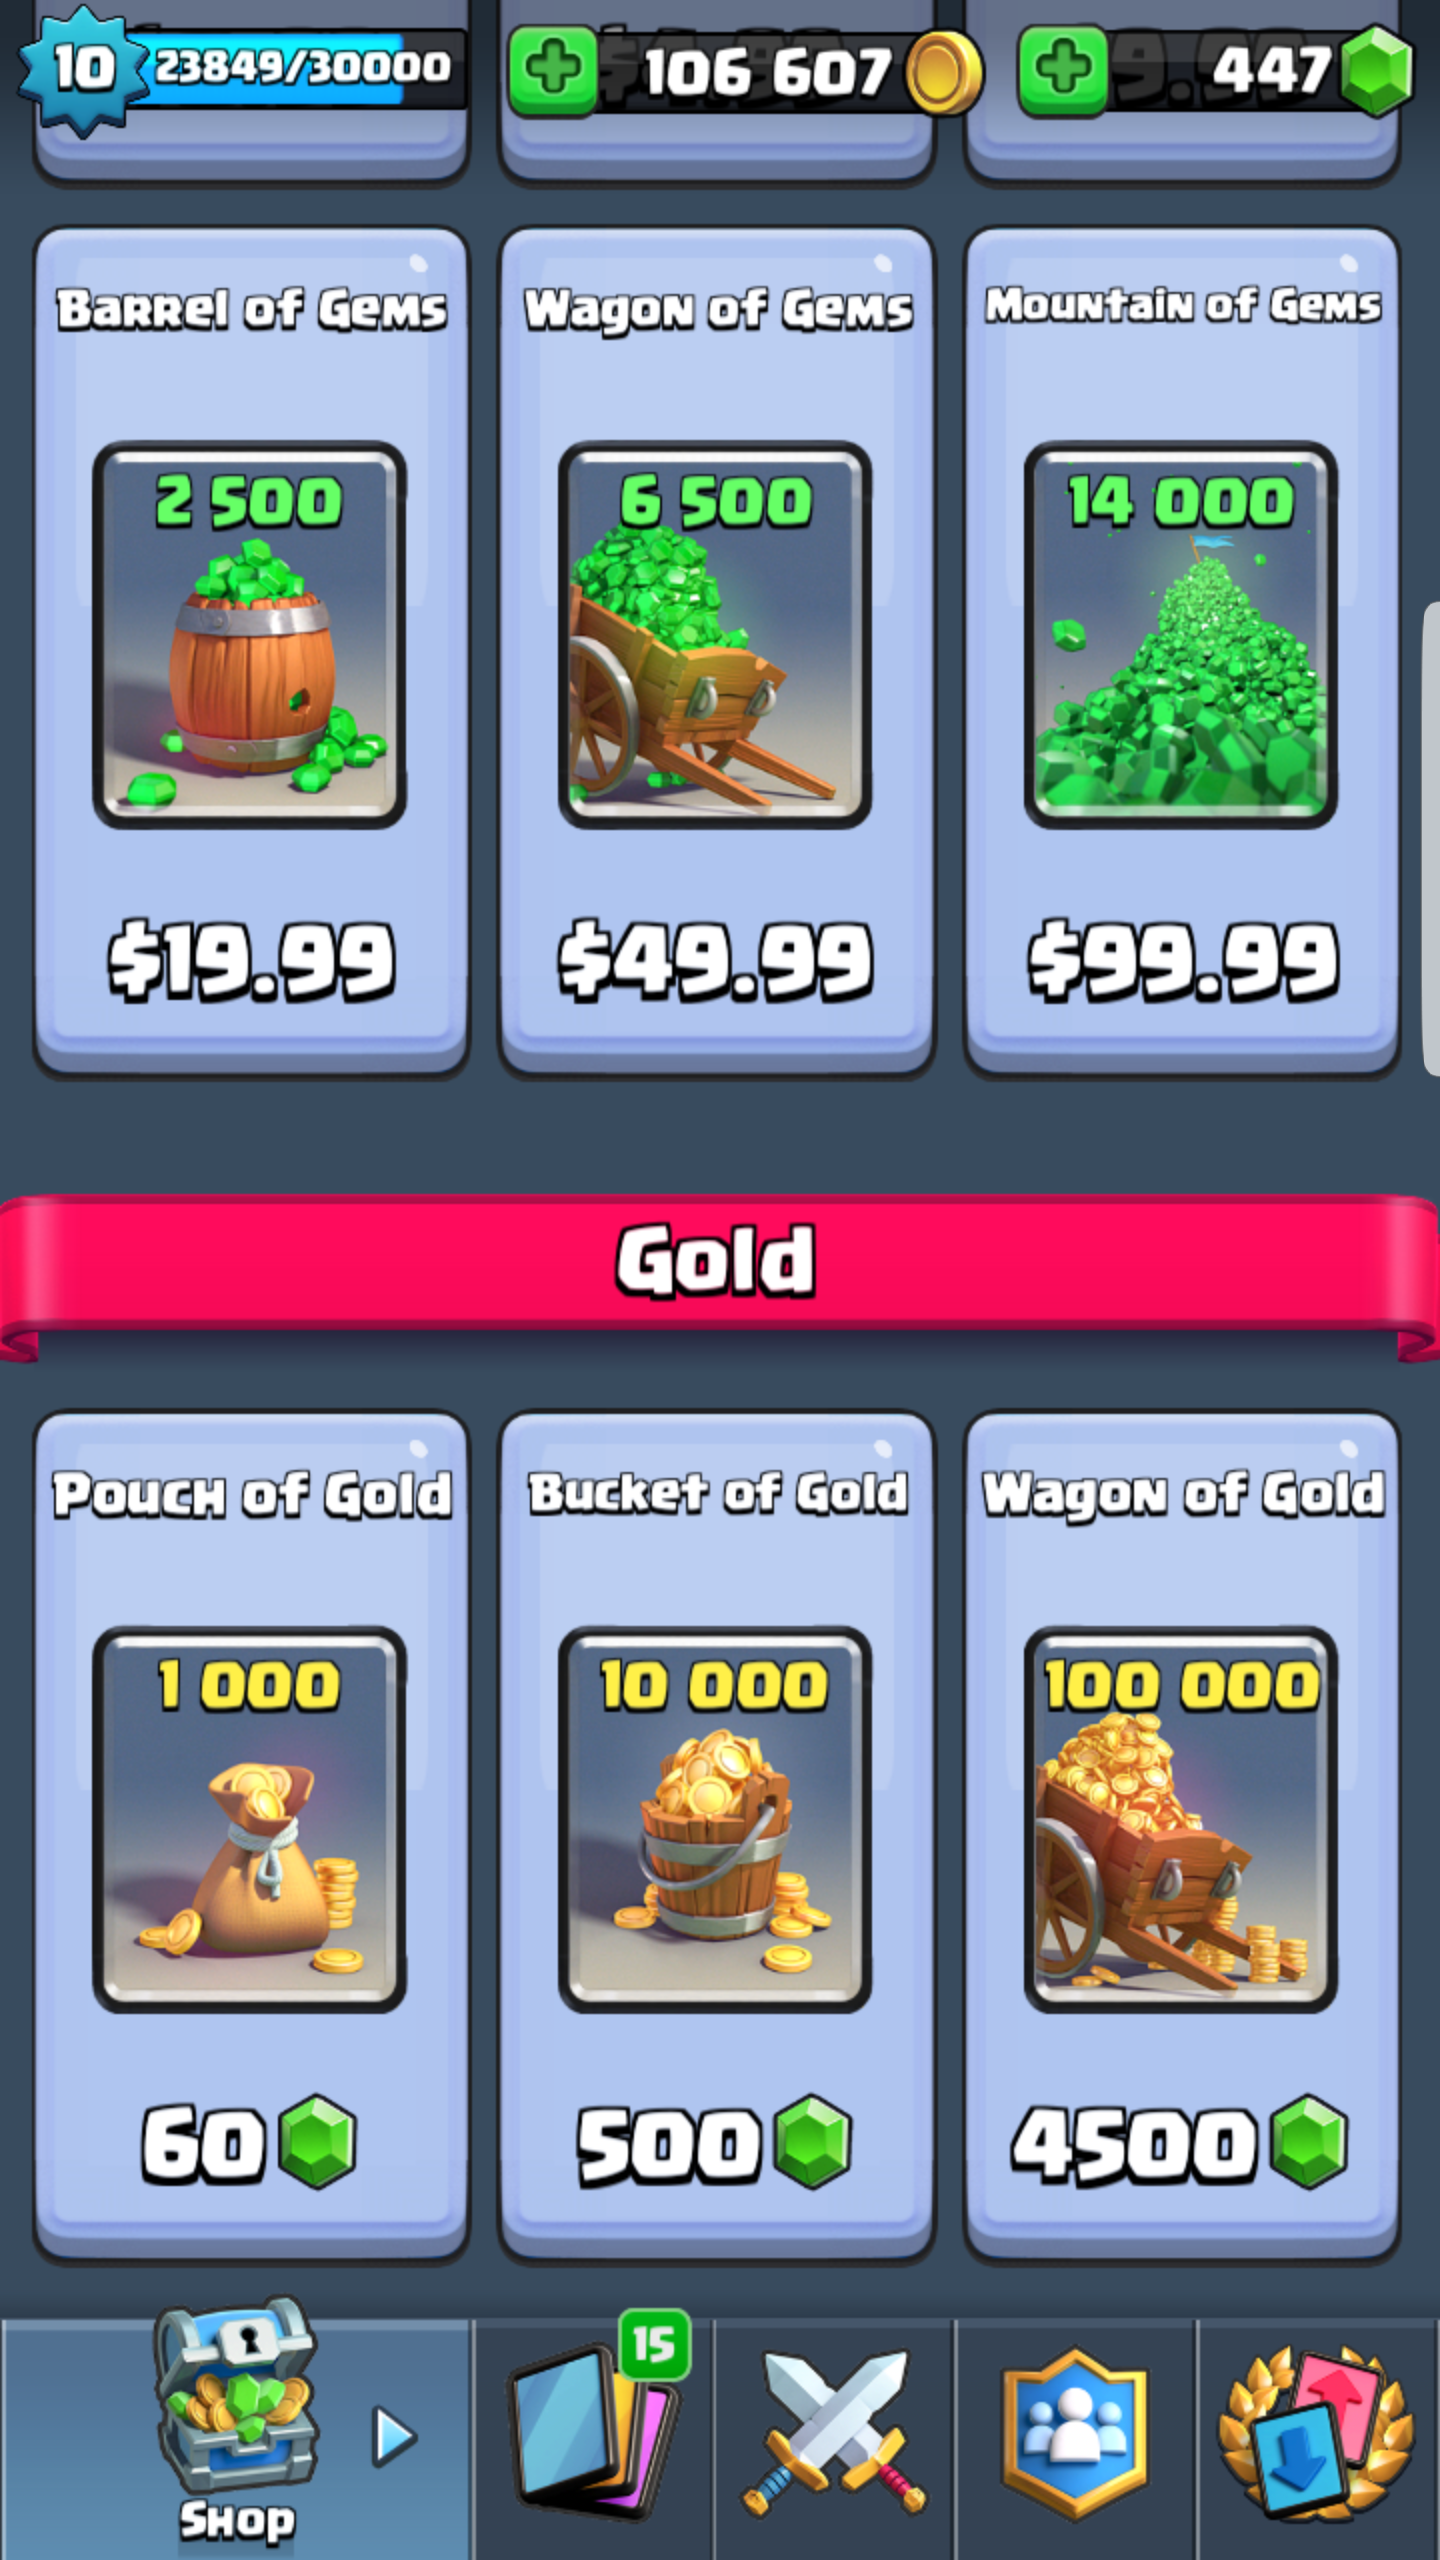 10 23849/30000 106 607 447
Barrel of Gems Wagon of Gems Mountain of Gems
2 500 6 500 14 000
$19.99 $49.99 $99.99
Gold
Pouch of Gold Bucket of Gold Wagon of Gold
1 000 10 000 100 000
60 500 4500
15
Shop